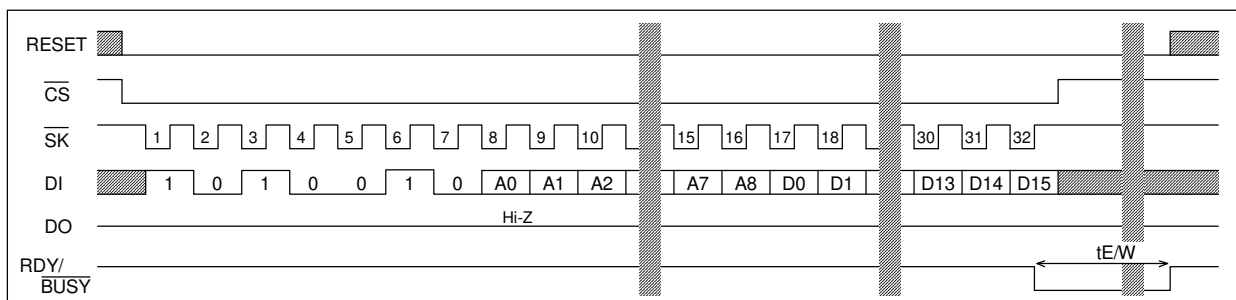 RESET
CS
SK 1 2 3 4 5 6 7 8 9 10 15 16 17 18 30 31 32
DI 1 0 1 0 0 1 0 A0 A1 A2 A7 A8 D0 D1 D13 D14 D15
Hi-Z
DO
tE/W
RDY/
BUSY